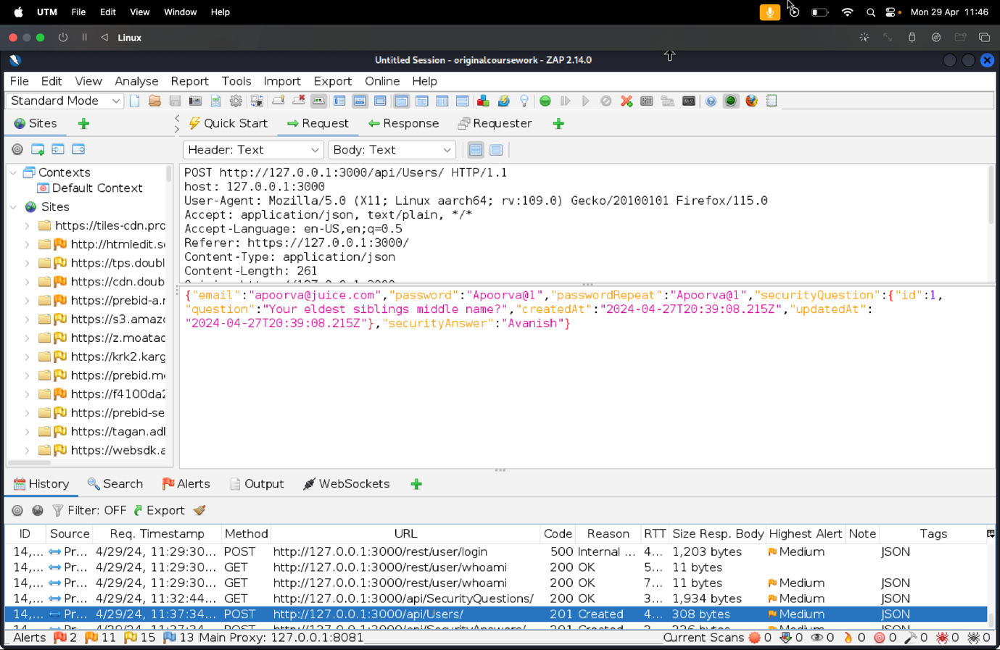 UTM File Edit View Window Help Mon 29 Apr 11:46
Linux
Untitled Session - originalcoursework - ZAP 2.14.0
File Edit View Analyse Report Tools Import Export Online Help
Standard Mode
Sites Quick Start Request Response Requester
Header: Text Body: Text
Contexts
Default Context
Sites
https://tiles-cdn.prc
http://htmledit.s
https://tps.doubl
https://cdn.doub
https://prebid-a.r
https://s3.amazc
https://z.moatac
https://krk2.karg
https://prebid.m
https://f4100da2
https://prebid-se
https://tagan.adl
https://websdk.a
POST http://127.0.0.1:3000/api/Users/ HTTP/1.1
host: 127.0.0.1:3000
User-Agent: Mozilla/5.0 (X11; Linux aarch64; rv:109.0) Gecko/20100101 Firefox/115.0
Accept: application/json, text/plain, */*
Accept-Language: en-US,en;q=0.5
Referer: https://127.0.0.1:3000/
Content-Type: application/json
Content-Length: 261
{"email":"apoorva@juice.com","password":"Apoorva@1","passwordRepeat":"Apoorva@1","securityQuestion":{"id":1,
"question":"Your eldest siblings middle name?","createdAt":"2024-04-27T20:39:08.215Z","updatedAt":
"2024-04-27T20:39:08.215Z"},"securityAnswer":"Avanish"}
History Search Alerts Output WebSockets
Filter: OFF Export
ID Source Req. Timestamp Method URL Code Reason RTT Size Resp. Body Highest Alert Note Tags
14,... Pr... 4/29/24, 11:29:30... POST http://127.0.0.1:3000/rest/user/login 500 Internal ... 4... 1,203 bytes Medium JSON
14,... Pr... 4/29/24, 11:29:30... GET http://127.0.0.1:3000/rest/user/whoami 200 OK 5... 11 bytes
14,... Pr... 4/29/24, 11:29:30... GET http://127.0.0.1:3000/rest/user/whoami 200 OK 7... 11 bytes Medium JSON
14,... Pr... 4/29/24, 11:32:44... GET http://127.0.0.1:3000/api/SecurityQuestions/ 200 OK 3... 1,934 bytes Medium JSON
14,... Pr... 4/29/24, 11:37:34... POST http://127.0.0.1:3000/api/Users/ 201 Created 4... 308 bytes Medium JSON
Alerts 2 11 15 13 Main Proxy: 127.0.0.1:8081 Current Scans 0 0 0 0 0 0 0 0